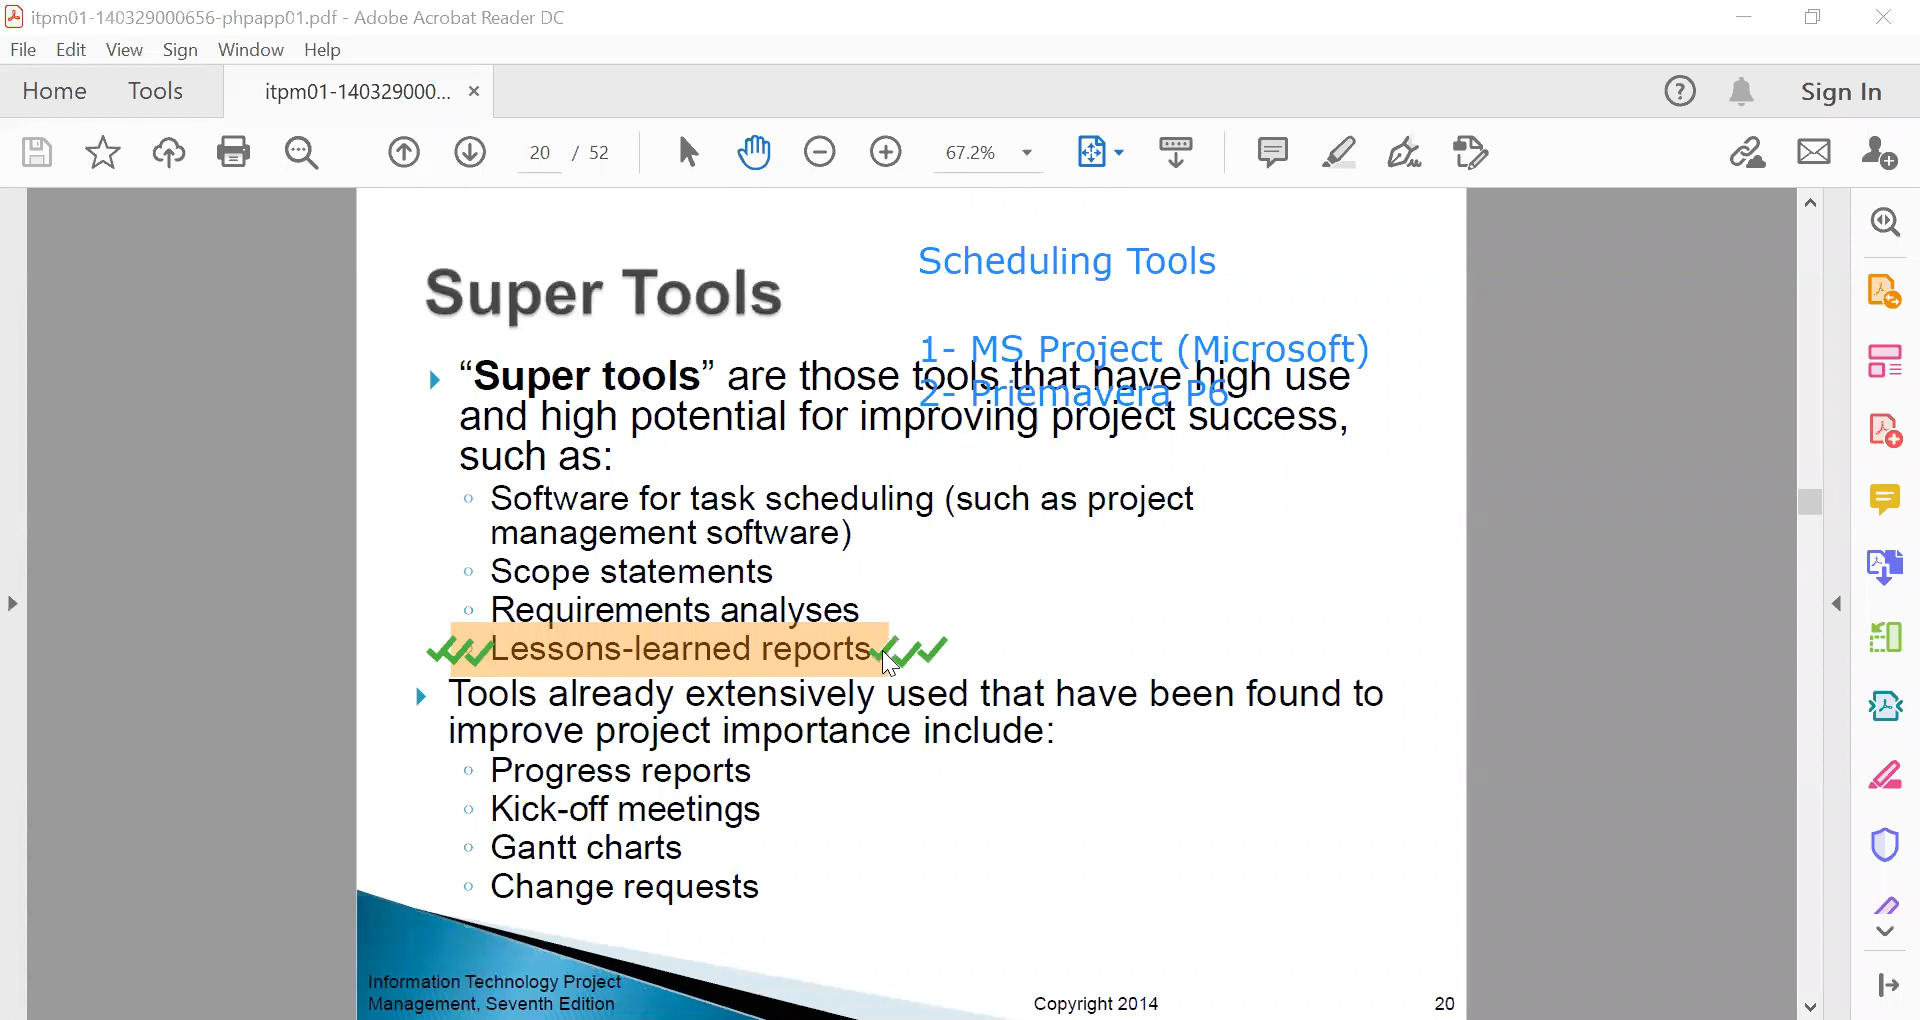 itpm01-140329000656-phpapp01.pdf - Adobe Acrobat Reader DC
File Edit View Sign Window Help
Home Tools itpm01-140329000... × Sign In
20 / 52 67.2%
Scheduling Tools
Super Tools
1- MS Project (Microsoft)
2- Priemavera P6
“Super tools” are those tools that have high use
and high potential for improving project success,
such as:
Software for task scheduling (such as project
management software)
Scope statements
Requirements analyses
Lessons-learned reports
Tools already extensively used that have been found to
improve project importance include:
Progress reports
Kick-off meetings
Gantt charts
Change requests
Information Technology Project
Management, Seventh Edition
Copyright 2014
20